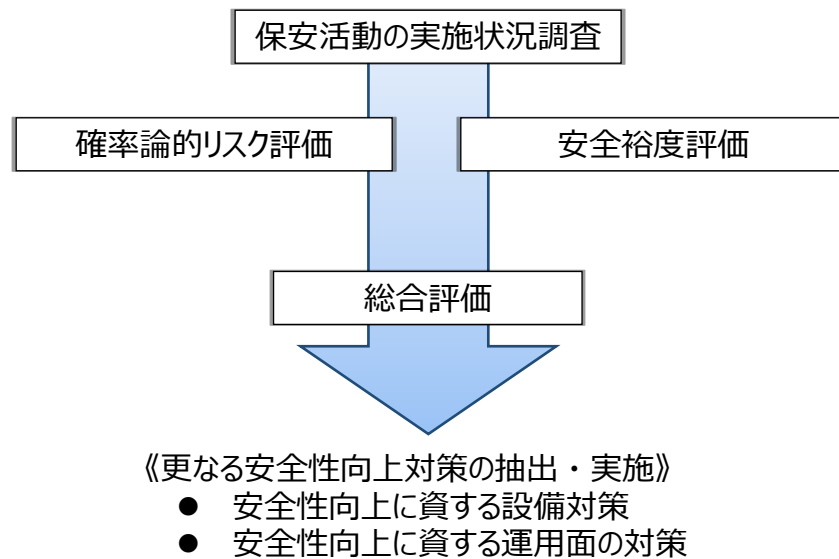 保安活動の実施状況調査
確率論的リスク評価
安全裕度評価
総合評価
《更なる安全性向上対策の抽出・実施》
● 安全性向上に資する設備対策
● 安全性向上に資する運用面の対策